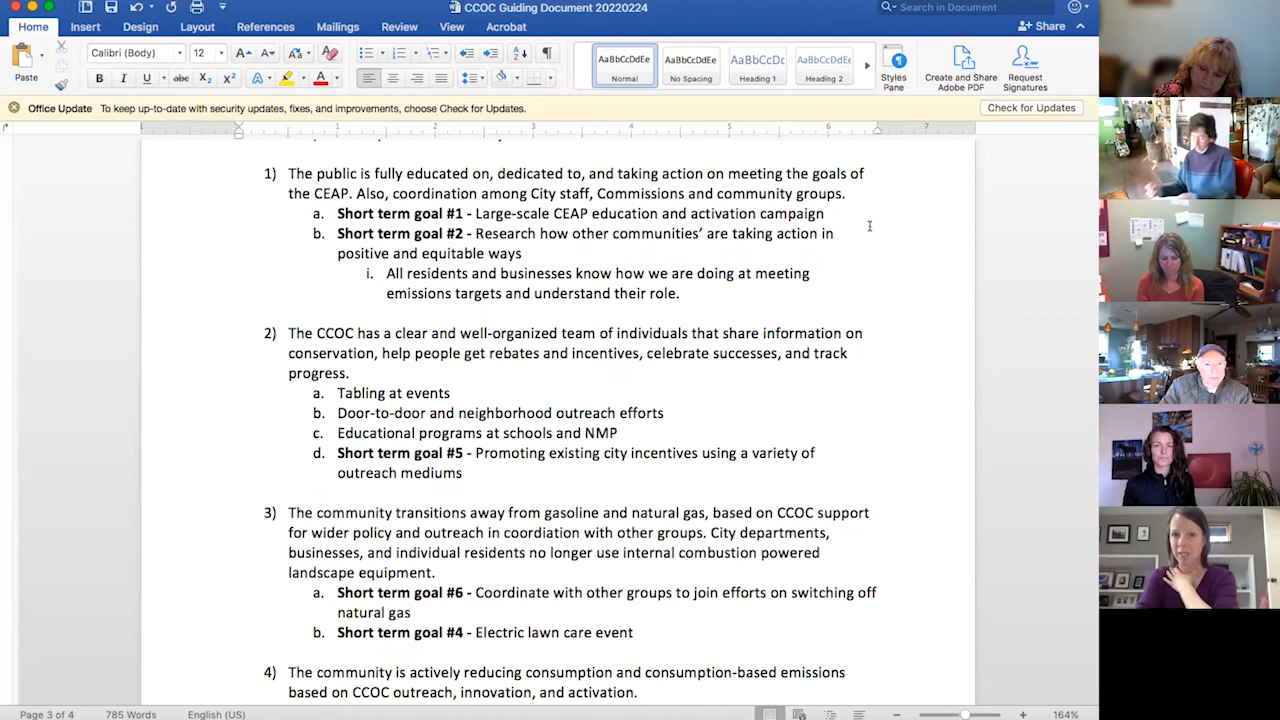 CCOC Guiding Document 20220224
Search in Document
Home Insert Design Layout References Mailings Review View Acrobat
Share
Paste
Calibri (Body) 12
AaBbCcDdEe AaBbCcDdEe AaBbCcDc AaBbCcDdEe
Normal No Spacing Heading 1 Heading 2
Styles Pane
Create and Share Adobe PDF
Request Signatures
Office Update To keep up-to-date with security updates, fixes, and improvements, choose Check for Updates.
Check for Updates
1 1 2 3 4 5 6 7
1) The public is fully educated on, dedicated to, and taking action on meeting the goals of
the CEAP. Also, coordination among City staff, Commissions and community groups.
a. Short term goal #1 - Large-scale CEAP education and activation campaign
b. Short term goal #2 - Research how other communities’ are taking action in
positive and equitable ways
i. All residents and businesses know how we are doing at meeting
emissions targets and understand their role.
2) The CCOC has a clear and well-organized team of individuals that share information on
conservation, help people get rebates and incentives, celebrate successes, and track
progress.
a. Tabling at events
b. Door-to-door and neighborhood outreach efforts
c. Educational programs at schools and NMP
d. Short term goal #5 - Promoting existing city incentives using a variety of
outreach mediums
3) The community transitions away from gasoline and natural gas, based on CCOC support
for wider policy and outreach in coordiation with other groups. City departments,
businesses, and individual residents no longer use internal combustion powered
landscape equipment.
a. Short term goal #6 - Coordinate with other groups to join efforts on switching off
natural gas
b. Short term goal #4 - Electric lawn care event
4) The community is actively reducing consumption and consumption-based emissions
based on CCOC outreach, innovation, and activation.
Page 3 of 4 785 Words English (US) 164%